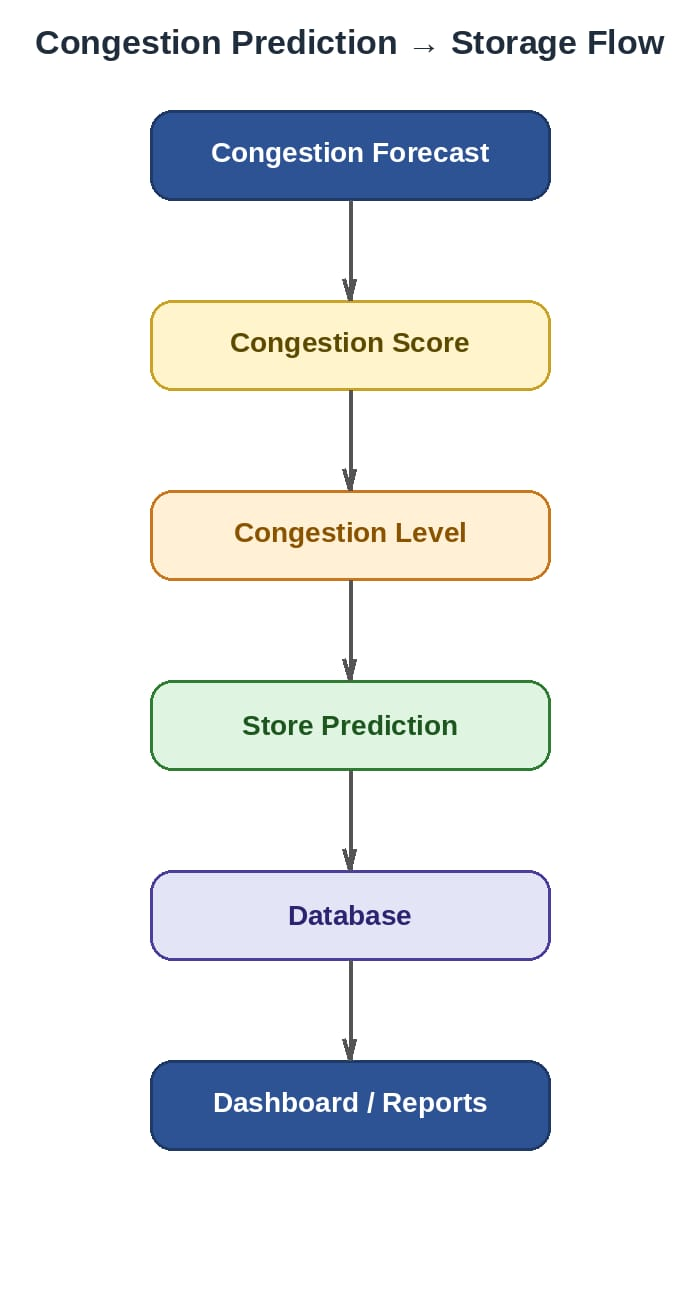 Congestion Prediction → Storage Flow
Congestion Forecast
Congestion Score
Congestion Level
Store Prediction
Database
Dashboard / Reports